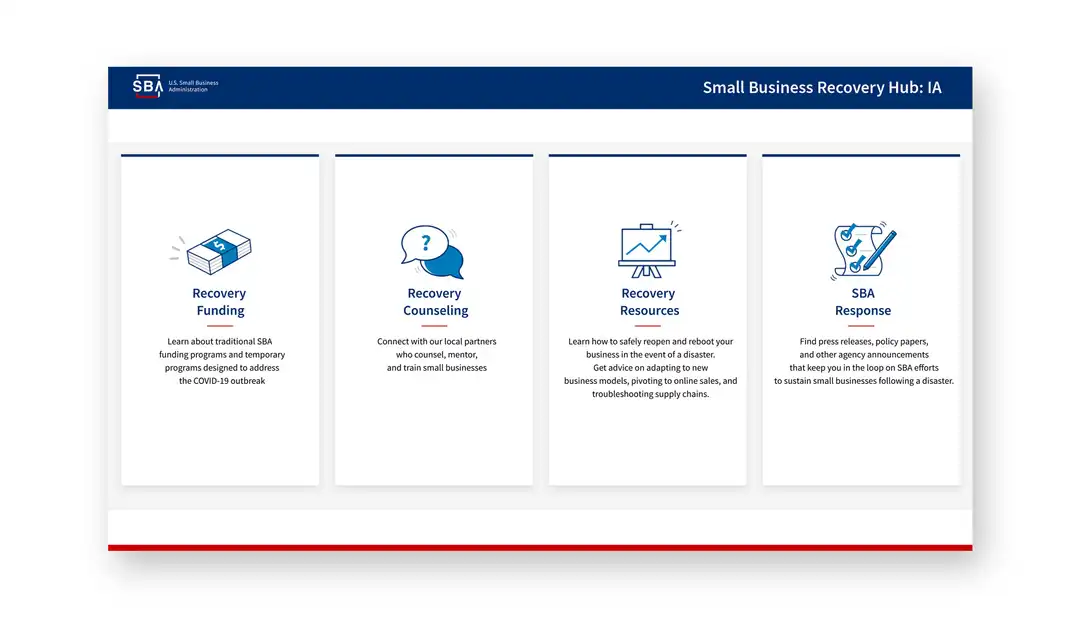 SBA
U.S. Small Business
Administration
Small Business Recovery Hub: IA
$
Recovery
Funding
Learn about traditional SBA
funding programs and temporary
programs designed to address
the COVID-19 outbreak
?
Recovery
Counseling
Connect with our local partners
who counsel, mentor,
and train small businesses
Recovery
Resources
Learn how to safely reopen and reboot your
business in the event of a disaster.
Get advice on adapting to new
business models, pivoting to online sales, and
troubleshooting supply chains.
SBA
Response
Find press releases, policy papers,
and other agency announcements
that keep you in the loop on SBA efforts
to sustain small businesses following a disaster.